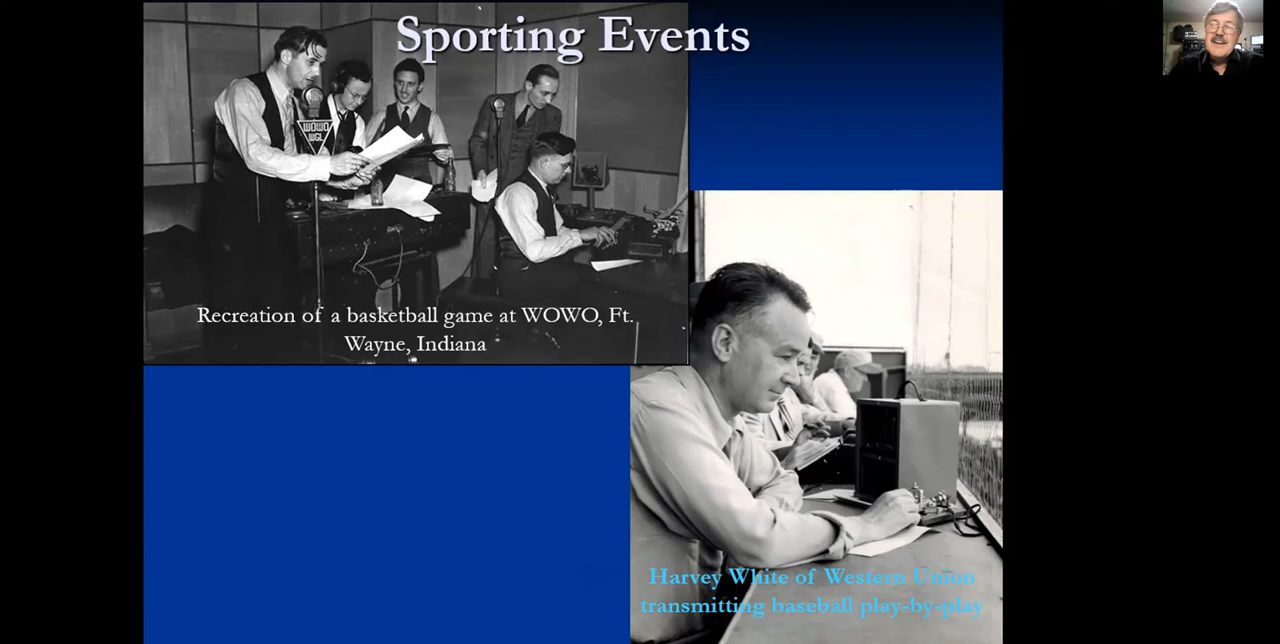 Sporting Events
WOWO
WGL
Recreation of a basketball game at WOWO, Ft.
Wayne, Indiana
Harvey White of Western Union
transmitting baseball play-by-play